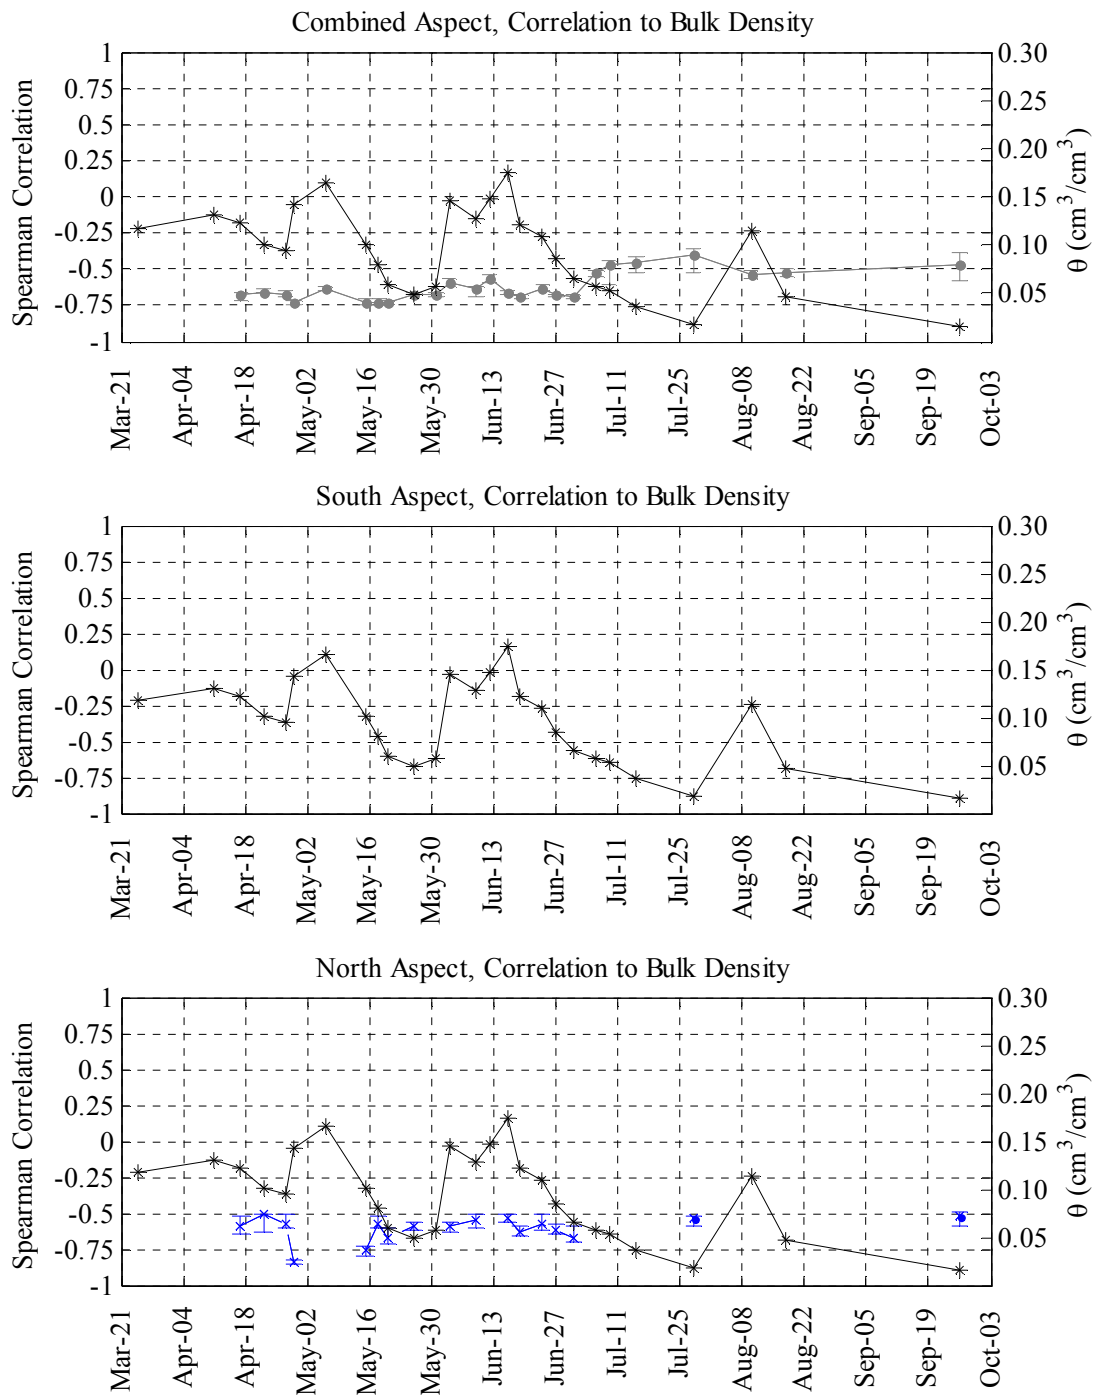 Combined Aspect, Correlation to Bulk Density
Spearman Correlation
1
0.75
0.5
0.25
0
-0.25
-0.5
-0.75
-1
0.30
0.25
0.20
0.15
0.10
0.05
θ (cm³/cm³)
Mar-21
Apr-04
Apr-18
May-02
May-16
May-30
Jun-13
Jun-27
Jul-11
Jul-25
Aug-08
Aug-22
Sep-05
Sep-19
Oct-03
South Aspect, Correlation to Bulk Density
Spearman Correlation
1
0.75
0.5
0.25
0
-0.25
-0.5
-0.75
-1
0.30
0.25
0.20
0.15
0.10
0.05
θ (cm³/cm³)
Mar-21
Apr-04
Apr-18
May-02
May-16
May-30
Jun-13
Jun-27
Jul-11
Jul-25
Aug-08
Aug-22
Sep-05
Sep-19
Oct-03
North Aspect, Correlation to Bulk Density
Spearman Correlation
1
0.75
0.5
0.25
0
-0.25
-0.5
-0.75
-1
0.30
0.25
0.20
0.15
0.10
0.05
θ (cm³/cm³)
Mar-21
Apr-04
Apr-18
May-02
May-16
May-30
Jun-13
Jun-27
Jul-11
Jul-25
Aug-08
Aug-22
Sep-05
Sep-19
Oct-03